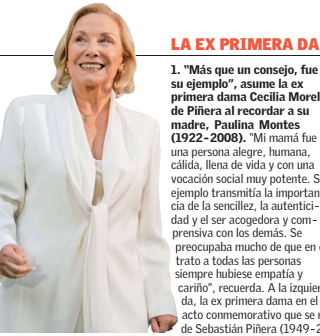 LA EX PRIMERA DA
1. “Más que un consejo, fue
su ejemplo”, asume la ex
primera dama Cecilia Morel
de Piñera al recordar a su
madre, Paulina Montes
(1922-2008). “Mi mamá fue
una persona alegre, humana,
cálida, llena de vida y con una
vocación social muy potente. S
ejemplo transmitía la importan-
cia de la sencillez, la autentici-
dad y el ser acogedora y com-
prensiva con los demás. Se
preocupaba mucho de que en e
trato a todas las personas
siempre hubiese empatía y
cariño”, recuerda. A la izquier-
da, la ex primera dama en el
acto conmemorativo que se r
de Sebastián Piñera (1949-2